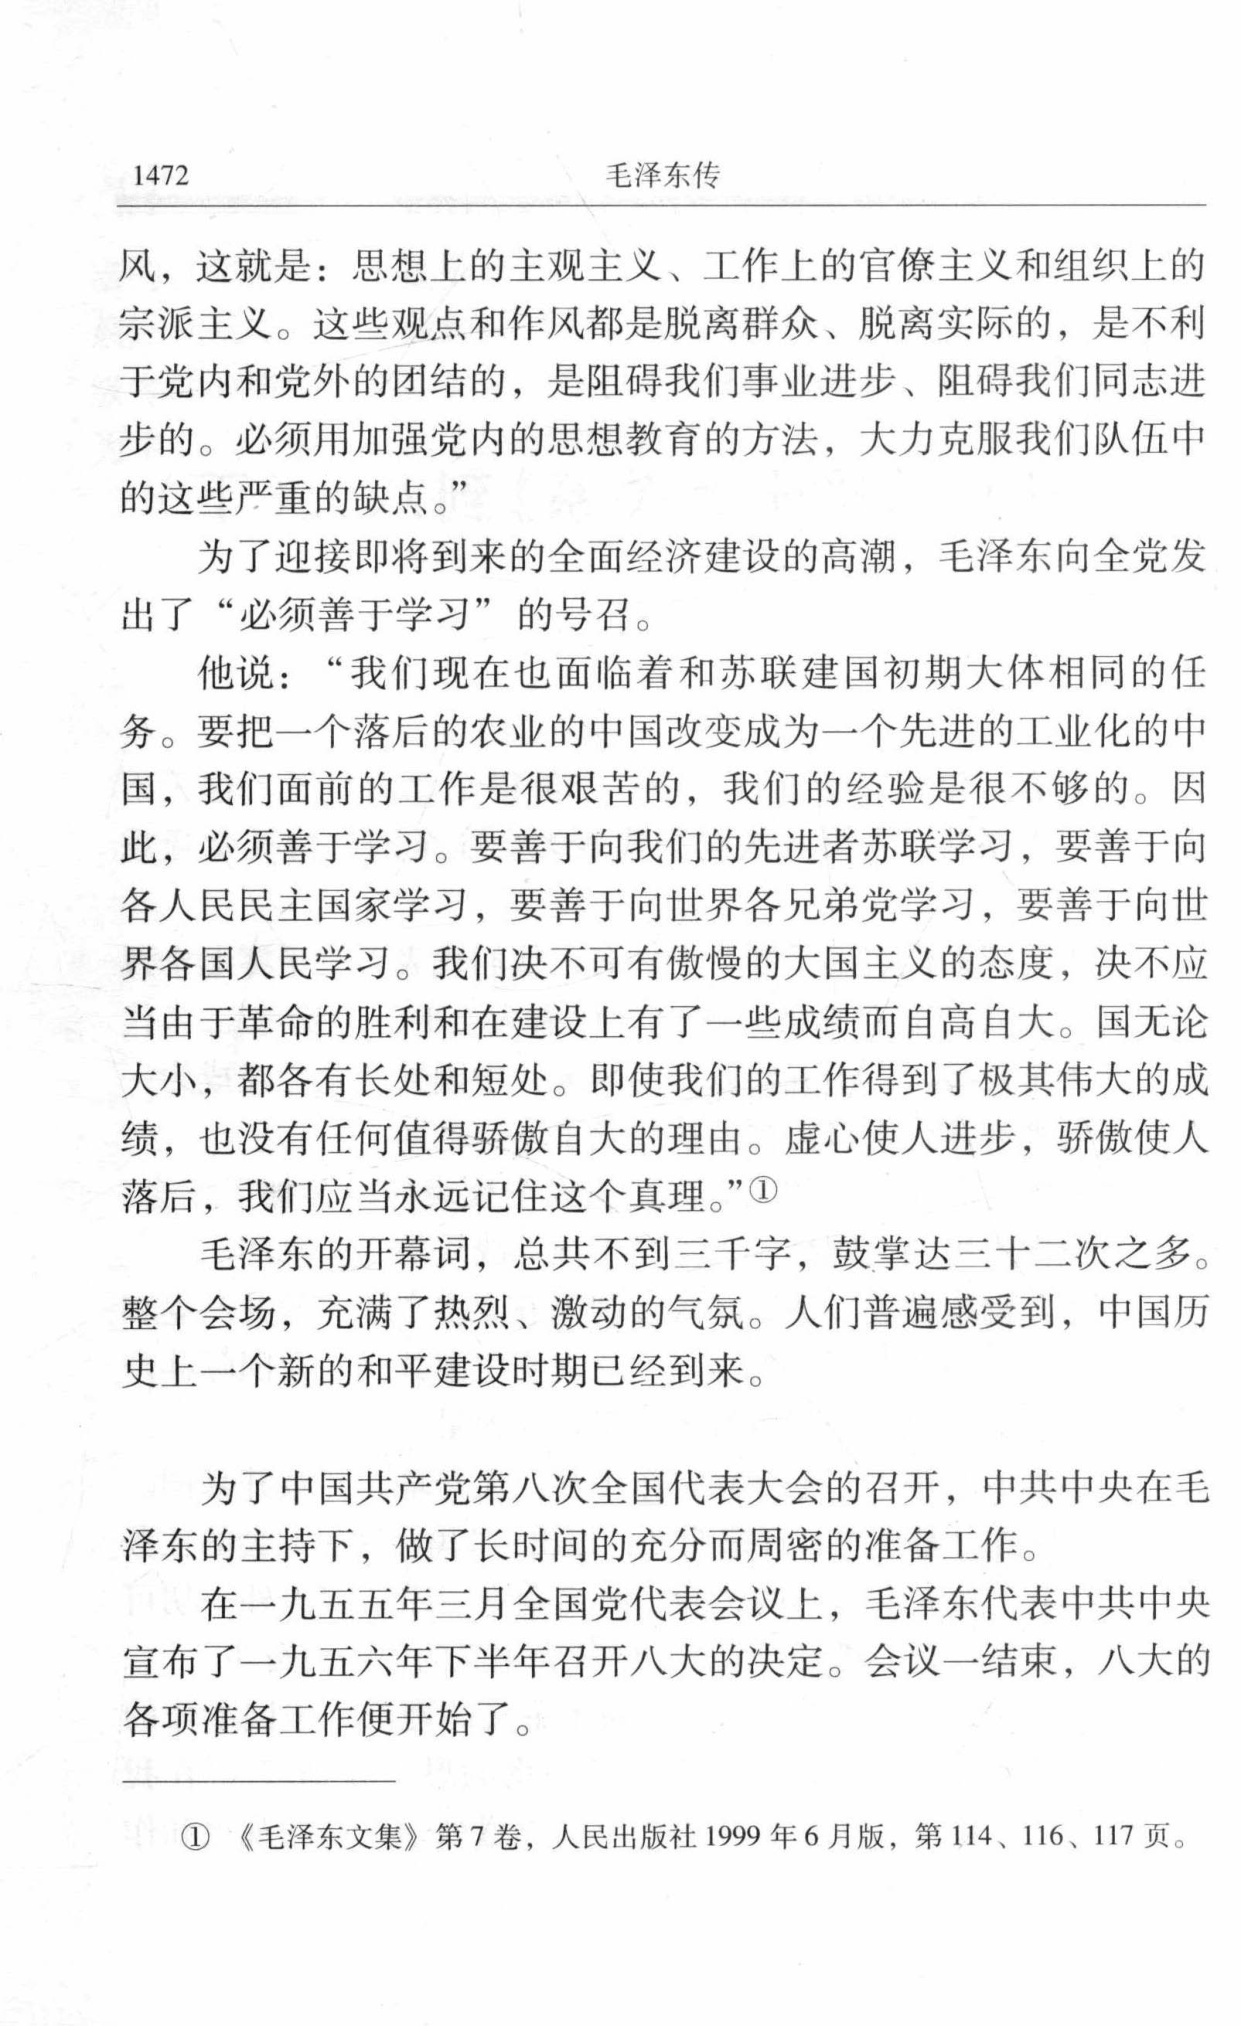 1472
毛泽东传
风，这就是：思想上的主观主义、工作上的官僚主义和组织上的
宗派主义。这些观点和作风都是脱离群众、脱离实际的，是不利
于党内和党外的团结的，是阻碍我们事业进步、阻碍我们同志进
步的。必须用加强党内的思想教育的方法，大力克服我们队伍中
的这些严重的缺点。”
为了迎接即将到来的全面经济建设的高潮，毛泽东向全党发
出了“必须善于学习”的号召。
他说：“我们现在也面临着和苏联建国初期大体相同的任
务。要把一个落后的农业的中国改变成为一个先进的工业化的中
国，我们面前的工作是很艰苦的，我们的经验是很不够的。因
此，必须善于学习。要善于向我们的先进者苏联学习，要善于向
各人民民主国家学习，要善于向世界各兄弟党学习，要善于向世
界各国人民学习。我们决不可有傲慢的大国主义的态度，决不应
当由于革命的胜利和在建设上有了一些成绩而自高自大。国无论
大小，都各有长处和短处。即使我们的工作得到了极其伟大的成
绩，也没有任何值得骄傲自大的理由。虚心使人进步，骄傲使人
落后，我们应当永远记住这个真理。”①
毛泽东的开幕词，总共不到三千字，鼓掌达三十二次之多。
整个会场，充满了热烈、激动的气氛。人们普遍感受到，中国历
史上一个新的和平建设时期已经到来。
为了中国共产党第八次全国代表大会的召开，中共中央在毛
泽东的主持下，做了长时间的充分而周密的准备工作。
在一九五五年三月全国党代表会议上，毛泽东代表中共中央
宣布了一九五六年下半年召开八大的决定。会议一结束，八大的
各项准备工作便开始了。
① 《毛泽东文集》第7卷，人民出版社1999年6月版，第114、116、117页。